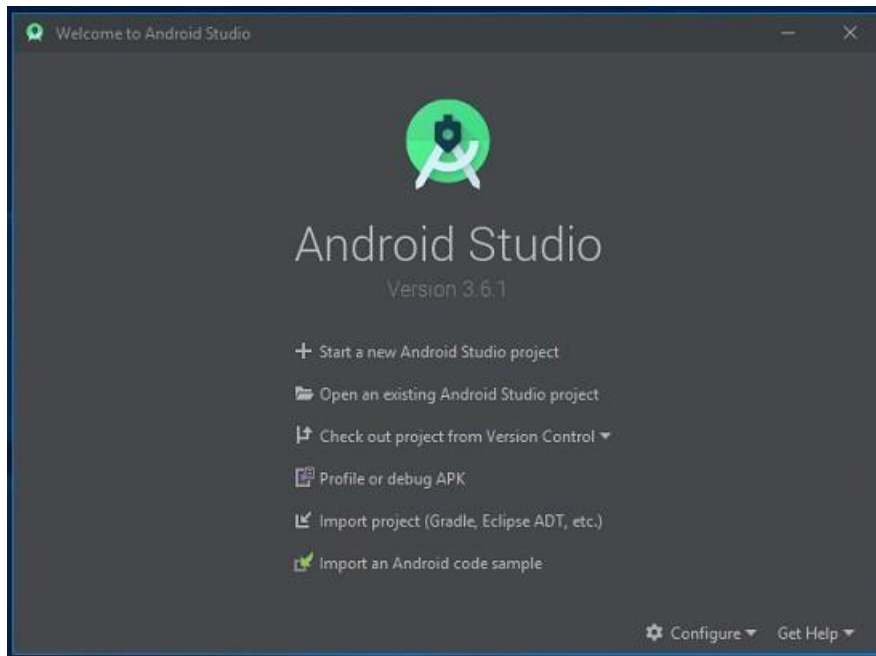 Welcome to Android Studio
Android Studio
Version 3.6.1
Start a new Android Studio project
Open an existing Android Studio project
Check out project from Version Control
Profile or debug APK
Import project (Gradle, Eclipse ADT, etc.)
Import an Android code sample
Configure Get Help